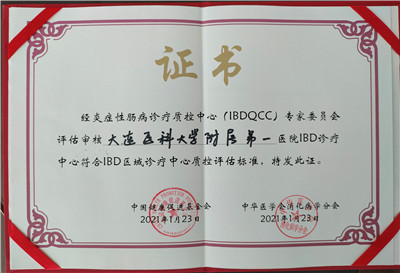 证书
经炎症性肠病诊疗质控中心（IBDQCC）专家委员会
评估审核大连医科大学附属第一医院IBD诊疗
中心符合IBD区域诊疗中心质控评估标准，特发此证。
中国健康促进基金会 中华医学会消化病学分会
2021年1月23日 2021年1月23日